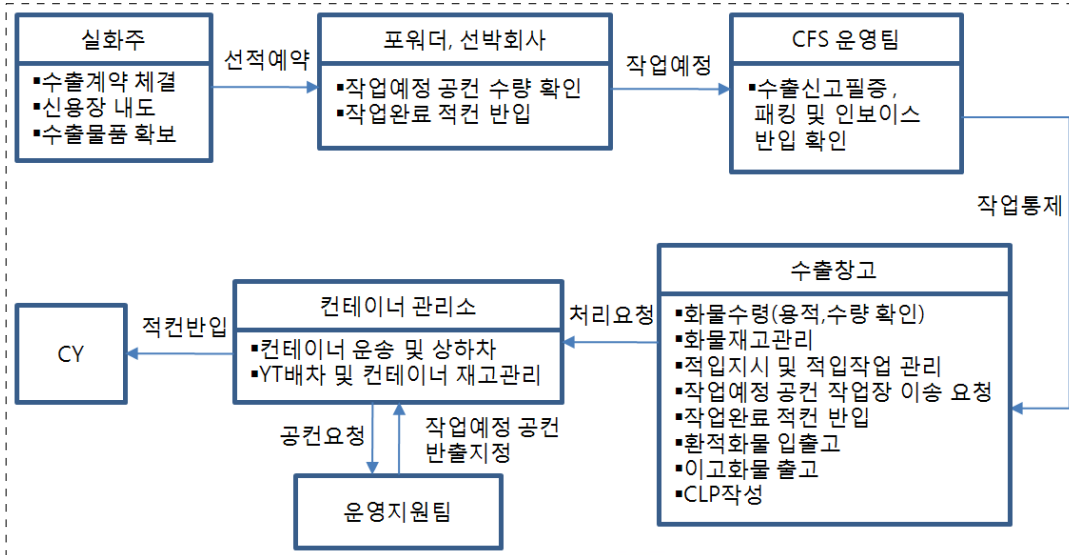 실화주
▪수출계약 체결
▪신용장 내도
▪수출물품 확보
선적예약
포워더, 선박회사
▪작업예정 공컨 수량 확인
▪작업완료 적컨 반입
작업예정
CFS 운영팀
▪수출신고필증 ,
패킹 및 인보이스
반입 확인
작업통제
수출창고
▪화물수령(용적,수량 확인)
▪화물재고관리
▪적입지시 및 적입작업 관리
▪작업예정 공컨 작업장 이송 요청
▪작업완료 적컨 반입
▪환적화물 입출고
▪이고화물 출고
▪CLP작성
처리요청
컨테이너 관리소
▪컨테이너 운송 및 상하차
▪YT배차 및 컨테이너 재고관리
적컨반입
CY
공컨요청
작업예정 공컨
반출지정
운영지원팀